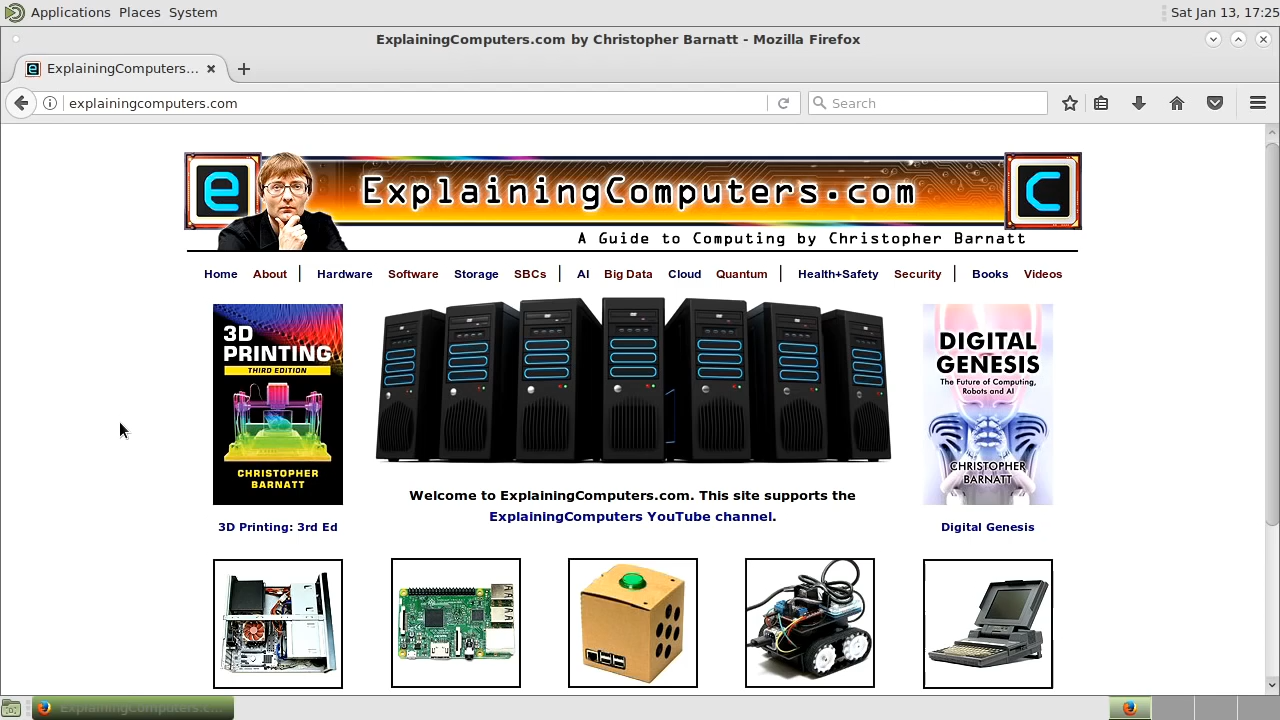 Applications Places System
Sat Jan 13, 17:25
ExplainingComputers.com by Christopher Barnatt - Mozilla Firefox
ExplainingComputers...
explainingcomputers.com
Search
e
ExplainingComputers.com
c
A Guide to Computing by Christopher Barnatt
Home About | Hardware Software Storage SBCs | AI Big Data Cloud Quantum | Health+Safety Security | Books Videos
3D
PRINTING
THIRD EDITION
CHRISTOPHER
BARNATT
3D Printing: 3rd Ed
Welcome to ExplainingComputers.com. This site supports the
ExplainingComputers YouTube channel.
DIGITAL
GENESIS
The Future of Computing,
Robots and AI
CHRISTOPHER
BARNATT
Digital Genesis
ExplainingComputers.c...